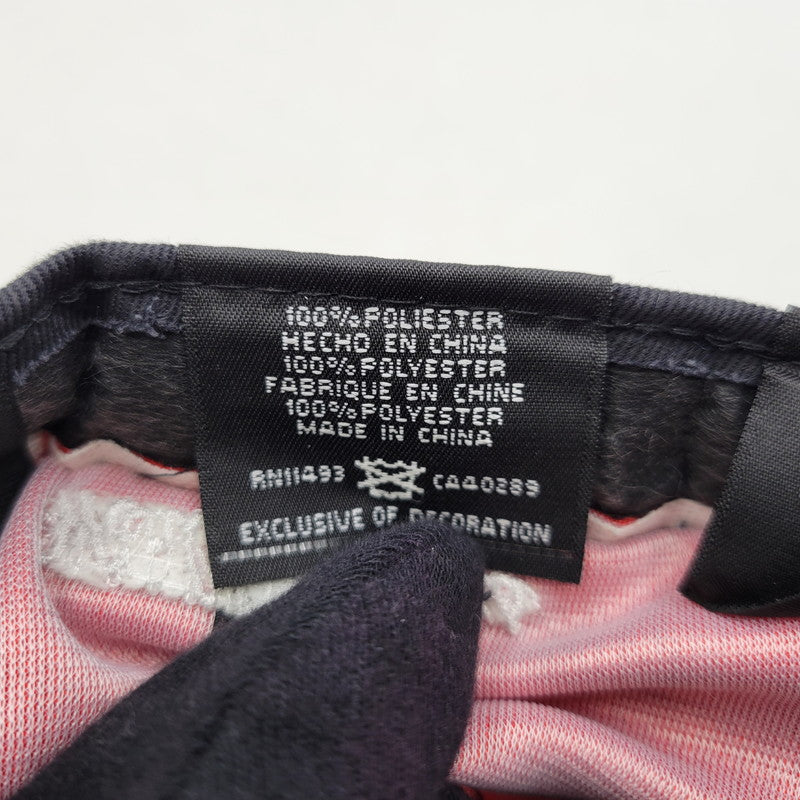 100% POLIESTER
HECHO EN CHINA
100% POLYESTER
FABRIQUE EN CHINE
100% POLYESTER
MADE IN CHINA
RN11493 CA40289
EXCLUSIVE OF DECORATION